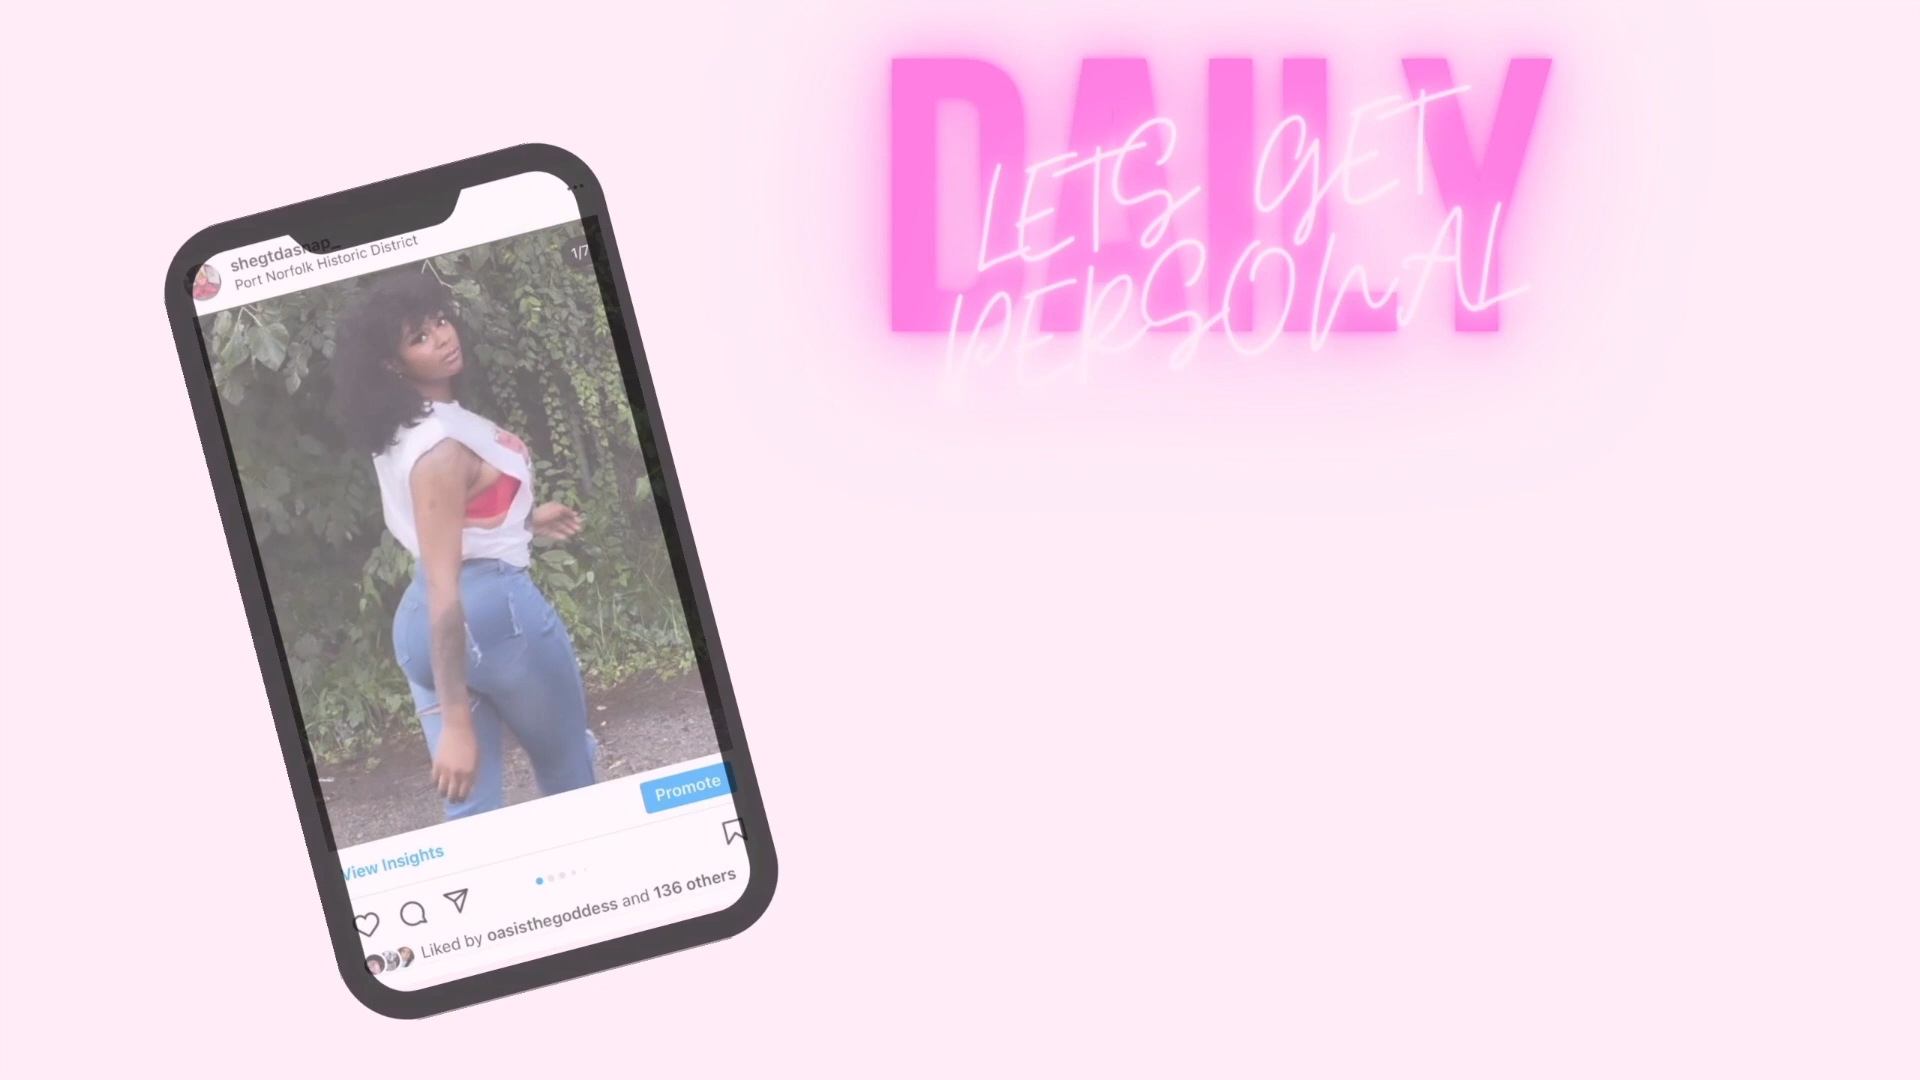 DAILY
LETS GET
PERSONAL
shegtdasnap_
Port Norfolk Historic District
1/7
Promote
View Insights
Liked by oasisthegoddess and 136 others